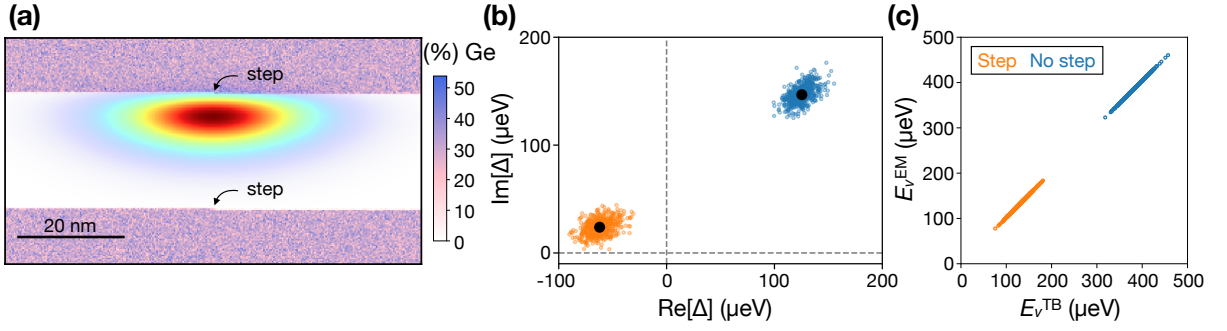 (a)
(%) Ge
step
50
40
30
20
10
0
step
20 nm
(b)
Im[Δ] (μeV)
200
100
0
-100
0
100
200
Re[Δ] (μeV)
(c)
Step No step
E_v^EM (μeV)
500
400
300
200
100
0
0
100
200
300
400
500
E_v^TB (μeV)